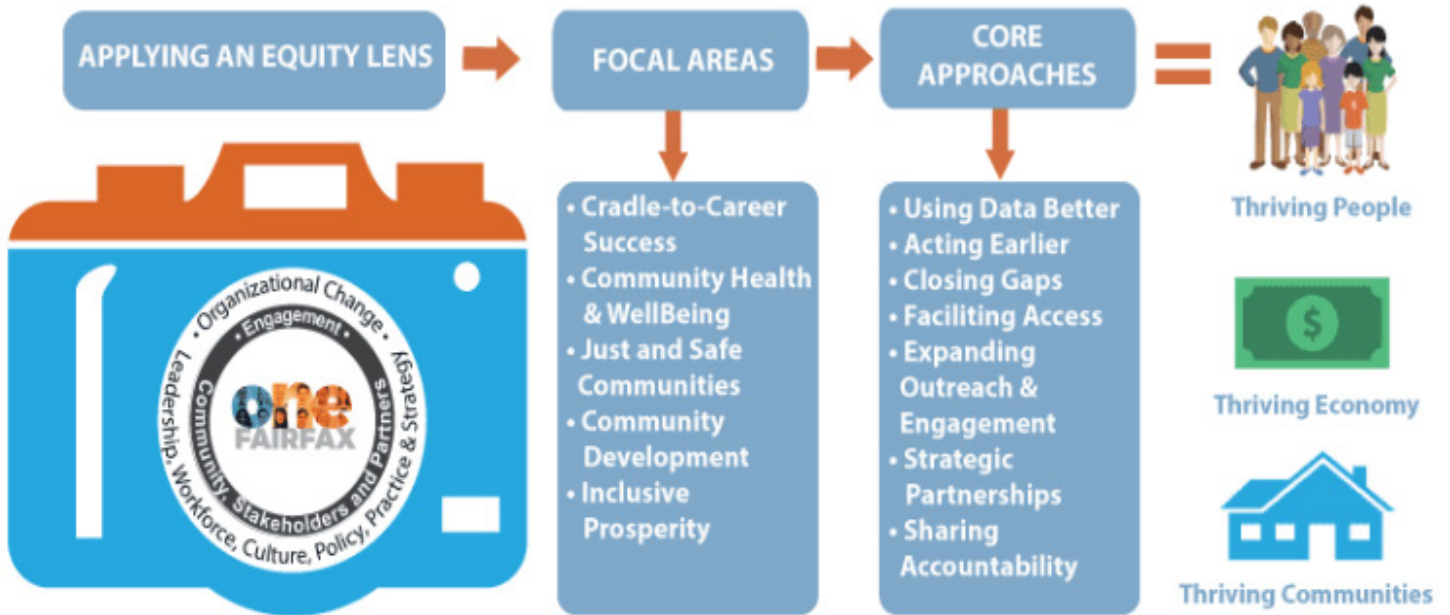 APPLYING AN EQUITY LENS
FOCAL AREAS
CORE
APPROACHES
• Organizational Change •
Leadership, Workforce, Culture, Policy, Practice & Strategy
• Engagement •
Community, Stakeholders and Partners
one
FAIRFAX
• Cradle-to-Career
Success
• Community Health
& WellBeing
• Just and Safe
Communities
• Community
Development
• Inclusive
Prosperity
• Using Data Better
• Acting Earlier
• Closing Gaps
• Faciliting Access
• Expanding
Outreach &
Engagement
• Strategic
Partnerships
• Sharing
Accountability
=
Thriving People
$
Thriving Economy
Thriving Communities